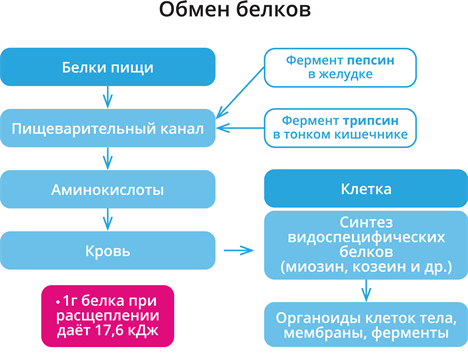 Обмен белков
Белки пищи
Фермент пепсин
в желудке
Пищеварительный канал
Фермент трипсин
в тонком кишечнике
Аминокислоты
Клетка
Кровь
Синтез
видоспецифических
белков
(миозин, козеин и др.)
• 1г белка при
расщеплении
даёт 17,6 кДж
Органоиды клеток тела,
мембраны, ферменты